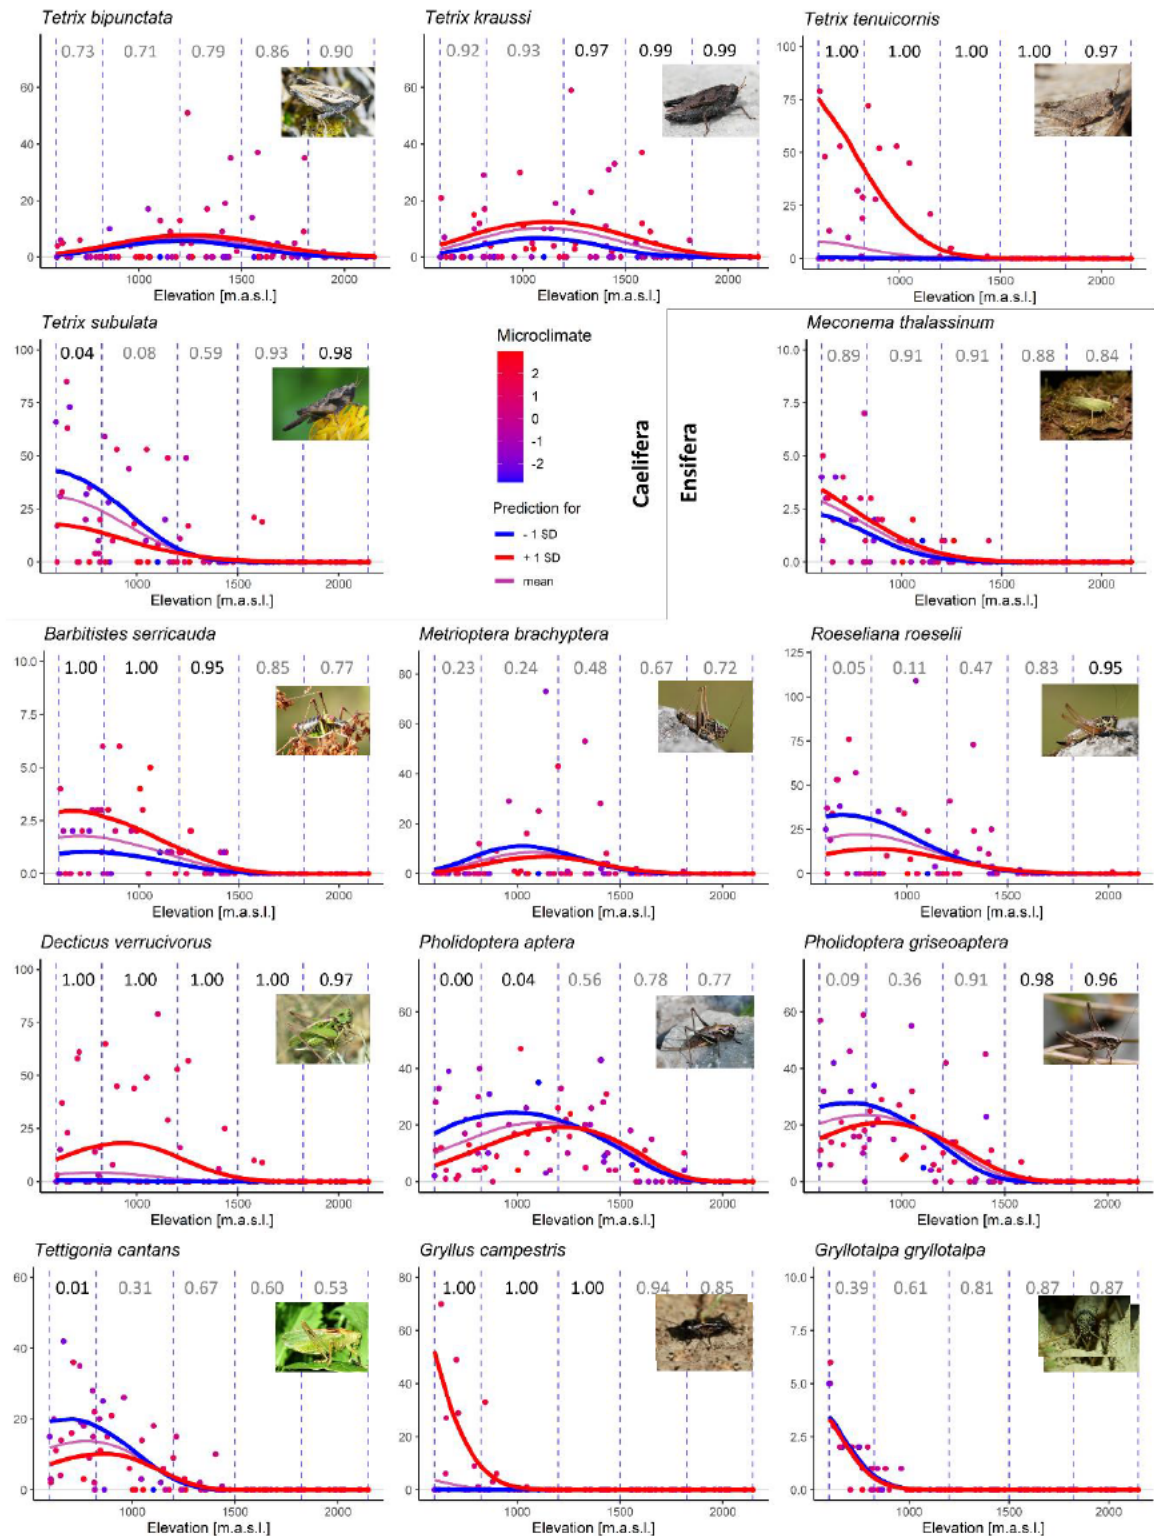 Tetrix bipunctata
0.73 0.71 0.79 0.86 0.90
60
40
20
0
1000 1500 2000
Elevation [m.a.s.l.]
Tetrix kraussi
0.92 0.93 0.97 0.99 0.99
60
40
20
0
1000 1500 2000
Elevation [m.a.s.l.]
Tetrix tenuicornis
100
1.00 1.00 1.00 1.00 0.97
75
50
25
0
1000 1500 2000
Elevation [m.a.s.l.]
Tetrix subulata
100
0.04 0.08 0.59 0.93 0.98
75
50
25
0
1000 1500 2000
Elevation [m.a.s.l.]
Microclimate
2
1
0
-1
-2
Prediction for
- 1 SD
+ 1 SD
mean
Caelifera
Ensifera
Meconema thalassinum
10.0
0.89 0.91 0.91 0.88 0.84
7.5
5.0
2.5
0.0
1000 1500 2000
Elevation [m.a.s.l.]
Barbitistes serricauda
10.0
1.00 1.00 0.95 0.85 0.77
7.5
5.0
2.5
0.0
1000 1500 2000
Elevation [m.a.s.l.]
Metrioptera brachyptera
80
0.23 0.24 0.48 0.67 0.72
60
40
20
0
1000 1500 2000
Elevation [m.a.s.l.]
Roeseliana roeselii
125
0.05 0.11 0.47 0.83 0.95
100
75
50
25
0
1000 1500 2000
Elevation [m.a.s.l.]
Decticus verrucivorus
100
1.00 1.00 1.00 1.00 0.97
75
50
25
0
1000 1500 2000
Elevation [m.a.s.l.]
Pholidoptera aptera
0.00 0.04 0.56 0.78 0.77
60
40
20
0
1000 1500 2000
Elevation [m.a.s.l.]
Pholidoptera griseoaptera
0.09 0.36 0.91 0.98 0.96
60
40
20
0
1000 1500 2000
Elevation [m.a.s.l.]
Tettigonia cantans
60
0.01 0.31 0.67 0.60 0.53
40
20
0
1000 1500 2000
Elevation [m.a.s.l.]
Gryllus campestris
80
1.00 1.00 1.00 0.94 0.85
60
40
20
0
1000 1500 2000
Elevation [m.a.s.l.]
Gryllotalpa gryllotalpa
10.0
0.39 0.61 0.81 0.87 0.87
7.5
5.0
2.5
0.0
1000 1500 2000
Elevation [m.a.s.l.]